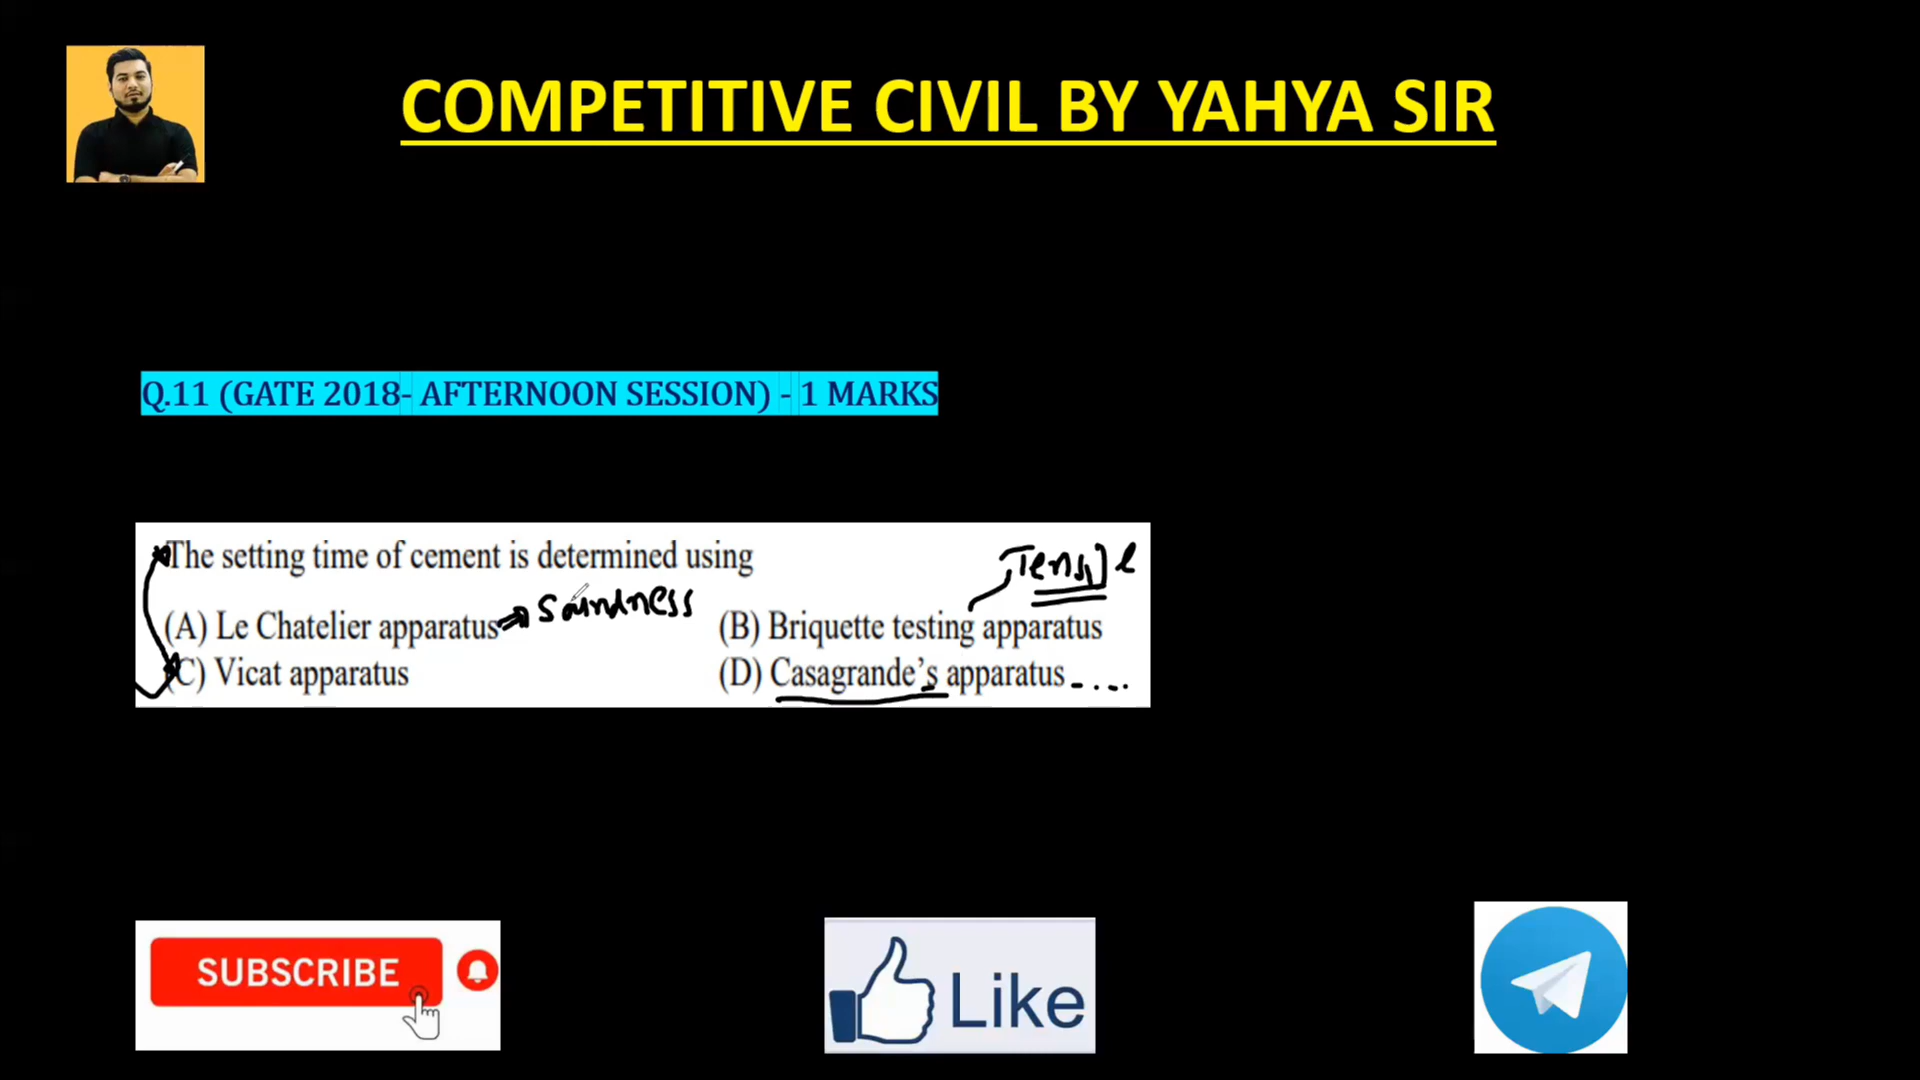 COMPETITIVE CIVIL BY YAHYA SIR
Q.11 (GATE 2018- AFTERNOON SESSION) - 1 MARKS
The setting time of cement is determined using
Tensile
soundness
(A) Le Chatelier apparatus (B) Briquette testing apparatus
(C) Vicat apparatus (D) Casagrande's apparatus
SUBSCRIBE
Like